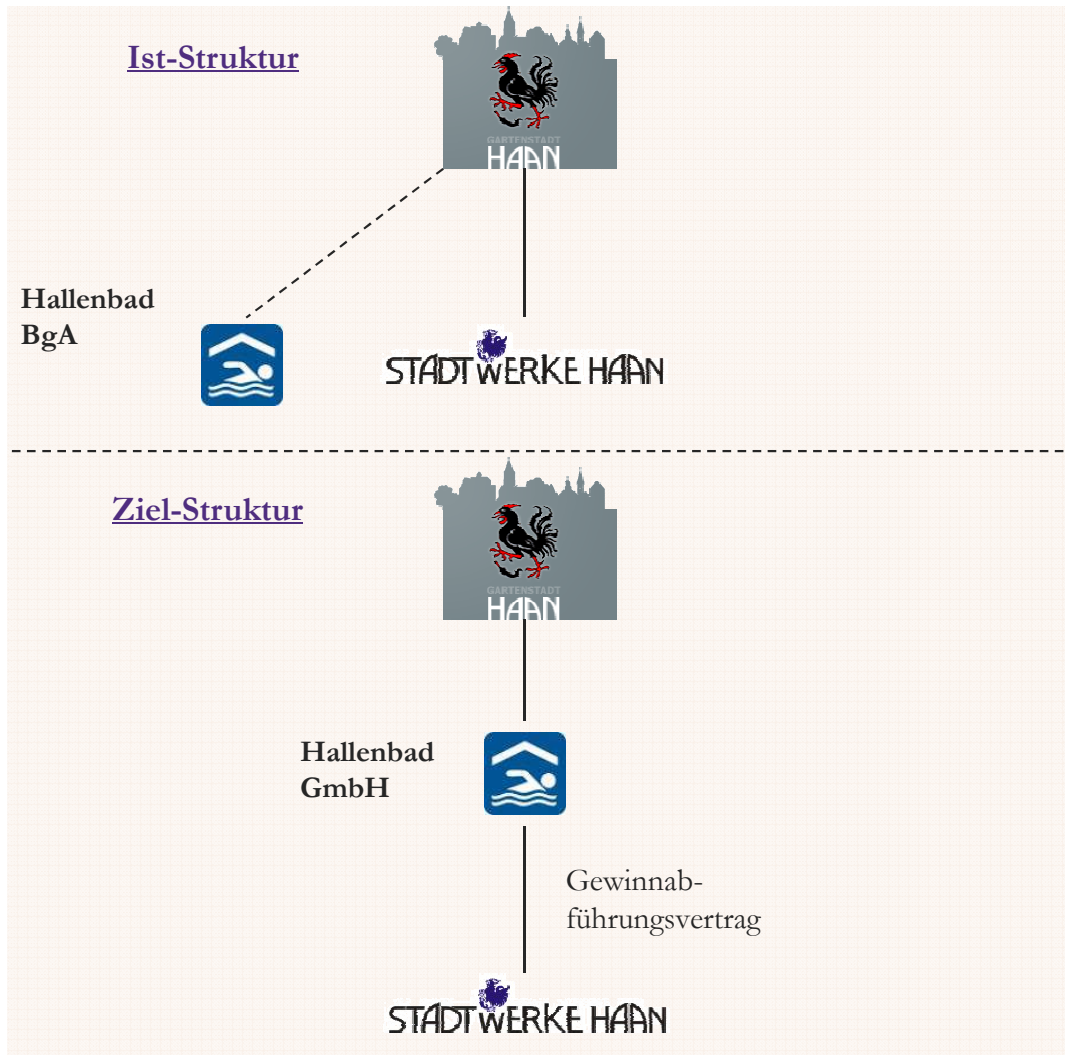 Ist-Struktur
GARTENSTADT
HAAN
Hallenbad
BgA
STADTWERKE HAAN
Ziel-Struktur
GARTENSTADT
HAAN
Hallenbad
GmbH
Gewinnab-
führungsvertrag
STADTWERKE HAAN